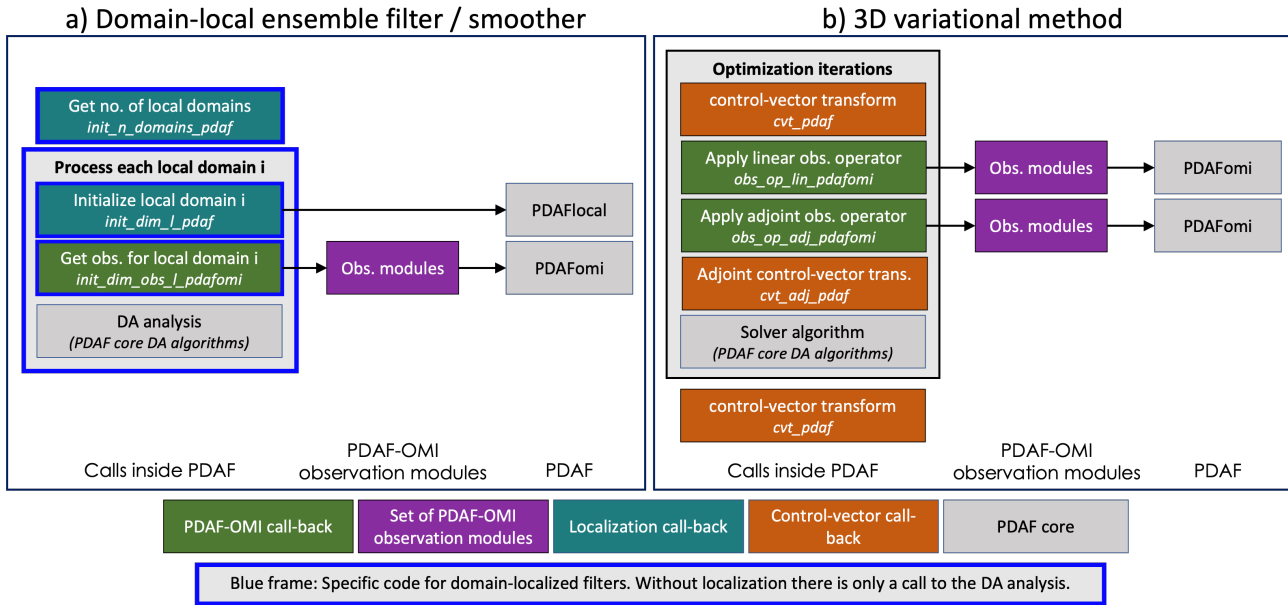 a) Domain-local ensemble filter / smoother
Get no. of local domains
init_n_domains_pdaf
Process each local domain i
Initialize local domain i
init_dim_l_pdaf
PDAFlocal
Get obs. for local domain i
init_dim_obs_l_pdafomi
Obs. modules
PDAFomi
DA analysis
(PDAF core DA algorithms)
Calls inside PDAF
PDAF-OMI
observation modules
PDAF
b) 3D variational method
Optimization iterations
control-vector transform
cvt_pdaf
Apply linear obs. operator
obs_op_lin_pdafomi
Obs. modules
PDAFomi
Apply adjoint obs. operator
obs_op_adj_pdafomi
Obs. modules
PDAFomi
Adjoint control-vector trans.
cvt_adj_pdaf
Solver algorithm
(PDAF core DA algorithms)
control-vector transform
cvt_pdaf
Calls inside PDAF
PDAF-OMI
observation modules
PDAF
PDAF-OMI call-back
Set of PDAF-OMI
observation modules
Localization call-back
Control-vector call-
back
PDAF core
Blue frame: Specific code for domain-localized filters. Without localization there is only a call to the DA analysis.